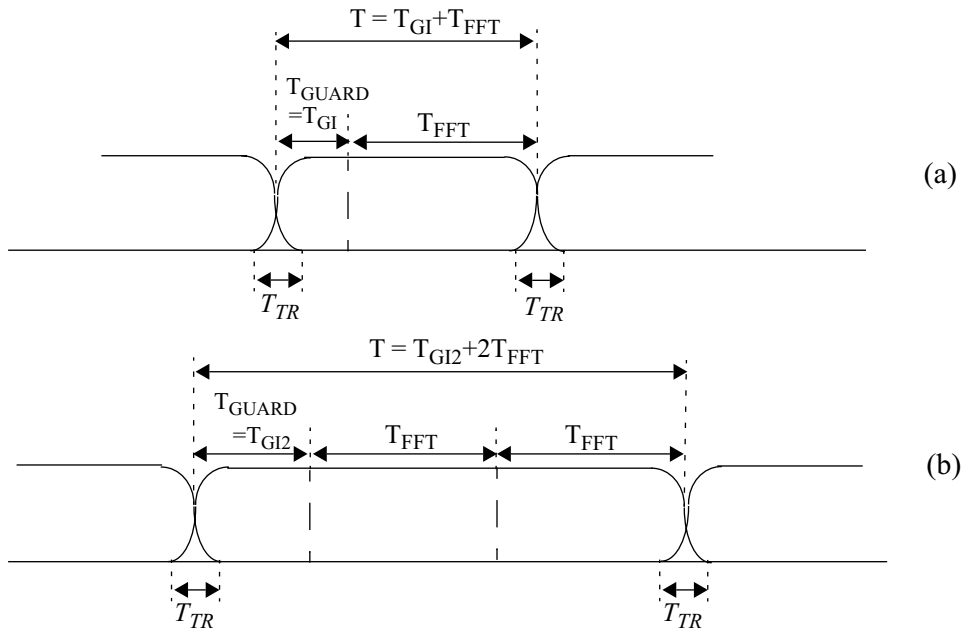 T = T_GI+T_FFT
T_GUARD
=T_GI
T_FFT
(a)
T_TR
T_TR
T = T_GI2+2T_FFT
T_GUARD
=T_GI2
T_FFT
T_FFT
(b)
T_TR
T_TR